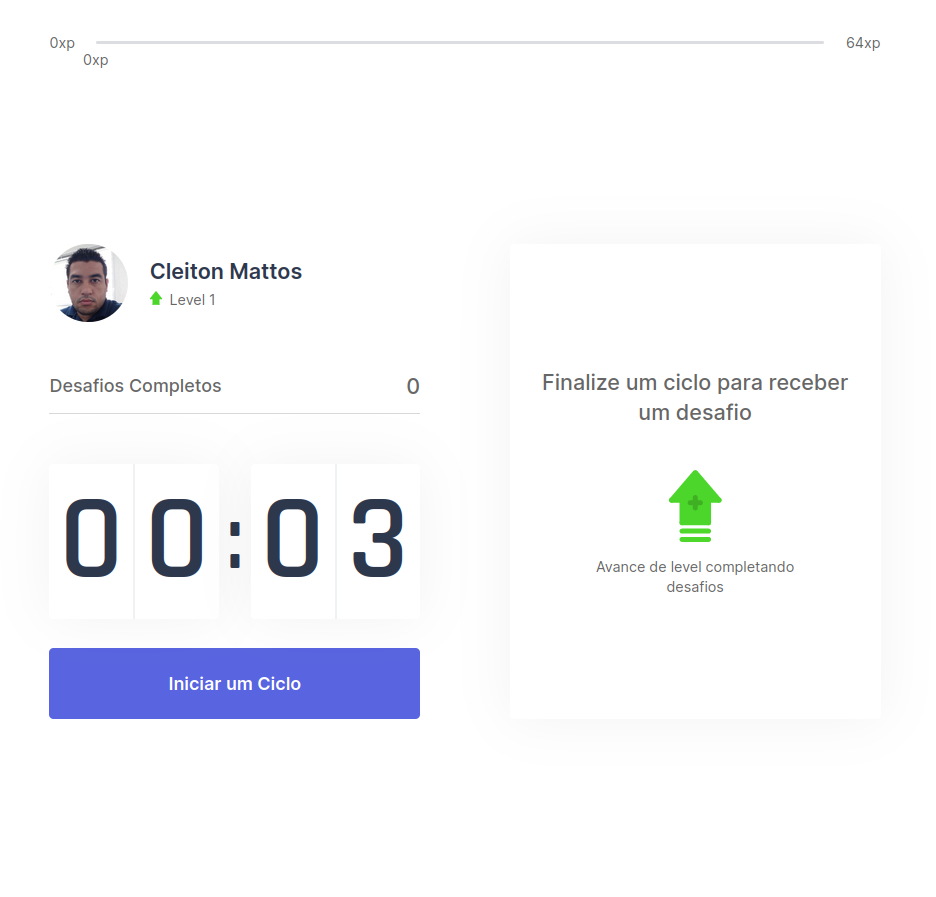 0xp
64xp
0xp
Cleiton Mattos
Level 1
Desafios Completos
0
00:03
Iniciar um Ciclo
Finalize um ciclo para receber
um desafio
Avance de level completando
desafios